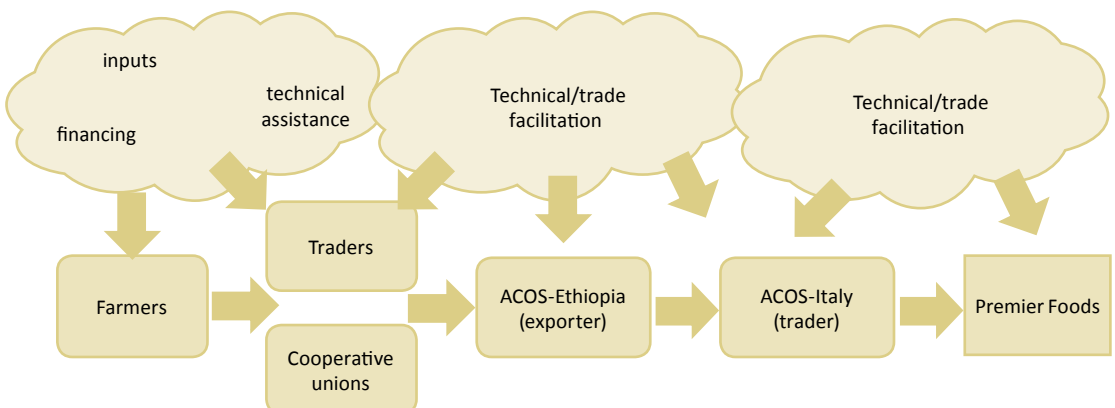 inputs
technical
assistance
financing
Technical/trade
facilitation
Technical/trade
facilitation
Traders
Farmers
ACOS-Ethiopia
(exporter)
ACOS-Italy
(trader)
Premier Foods
Cooperative
unions